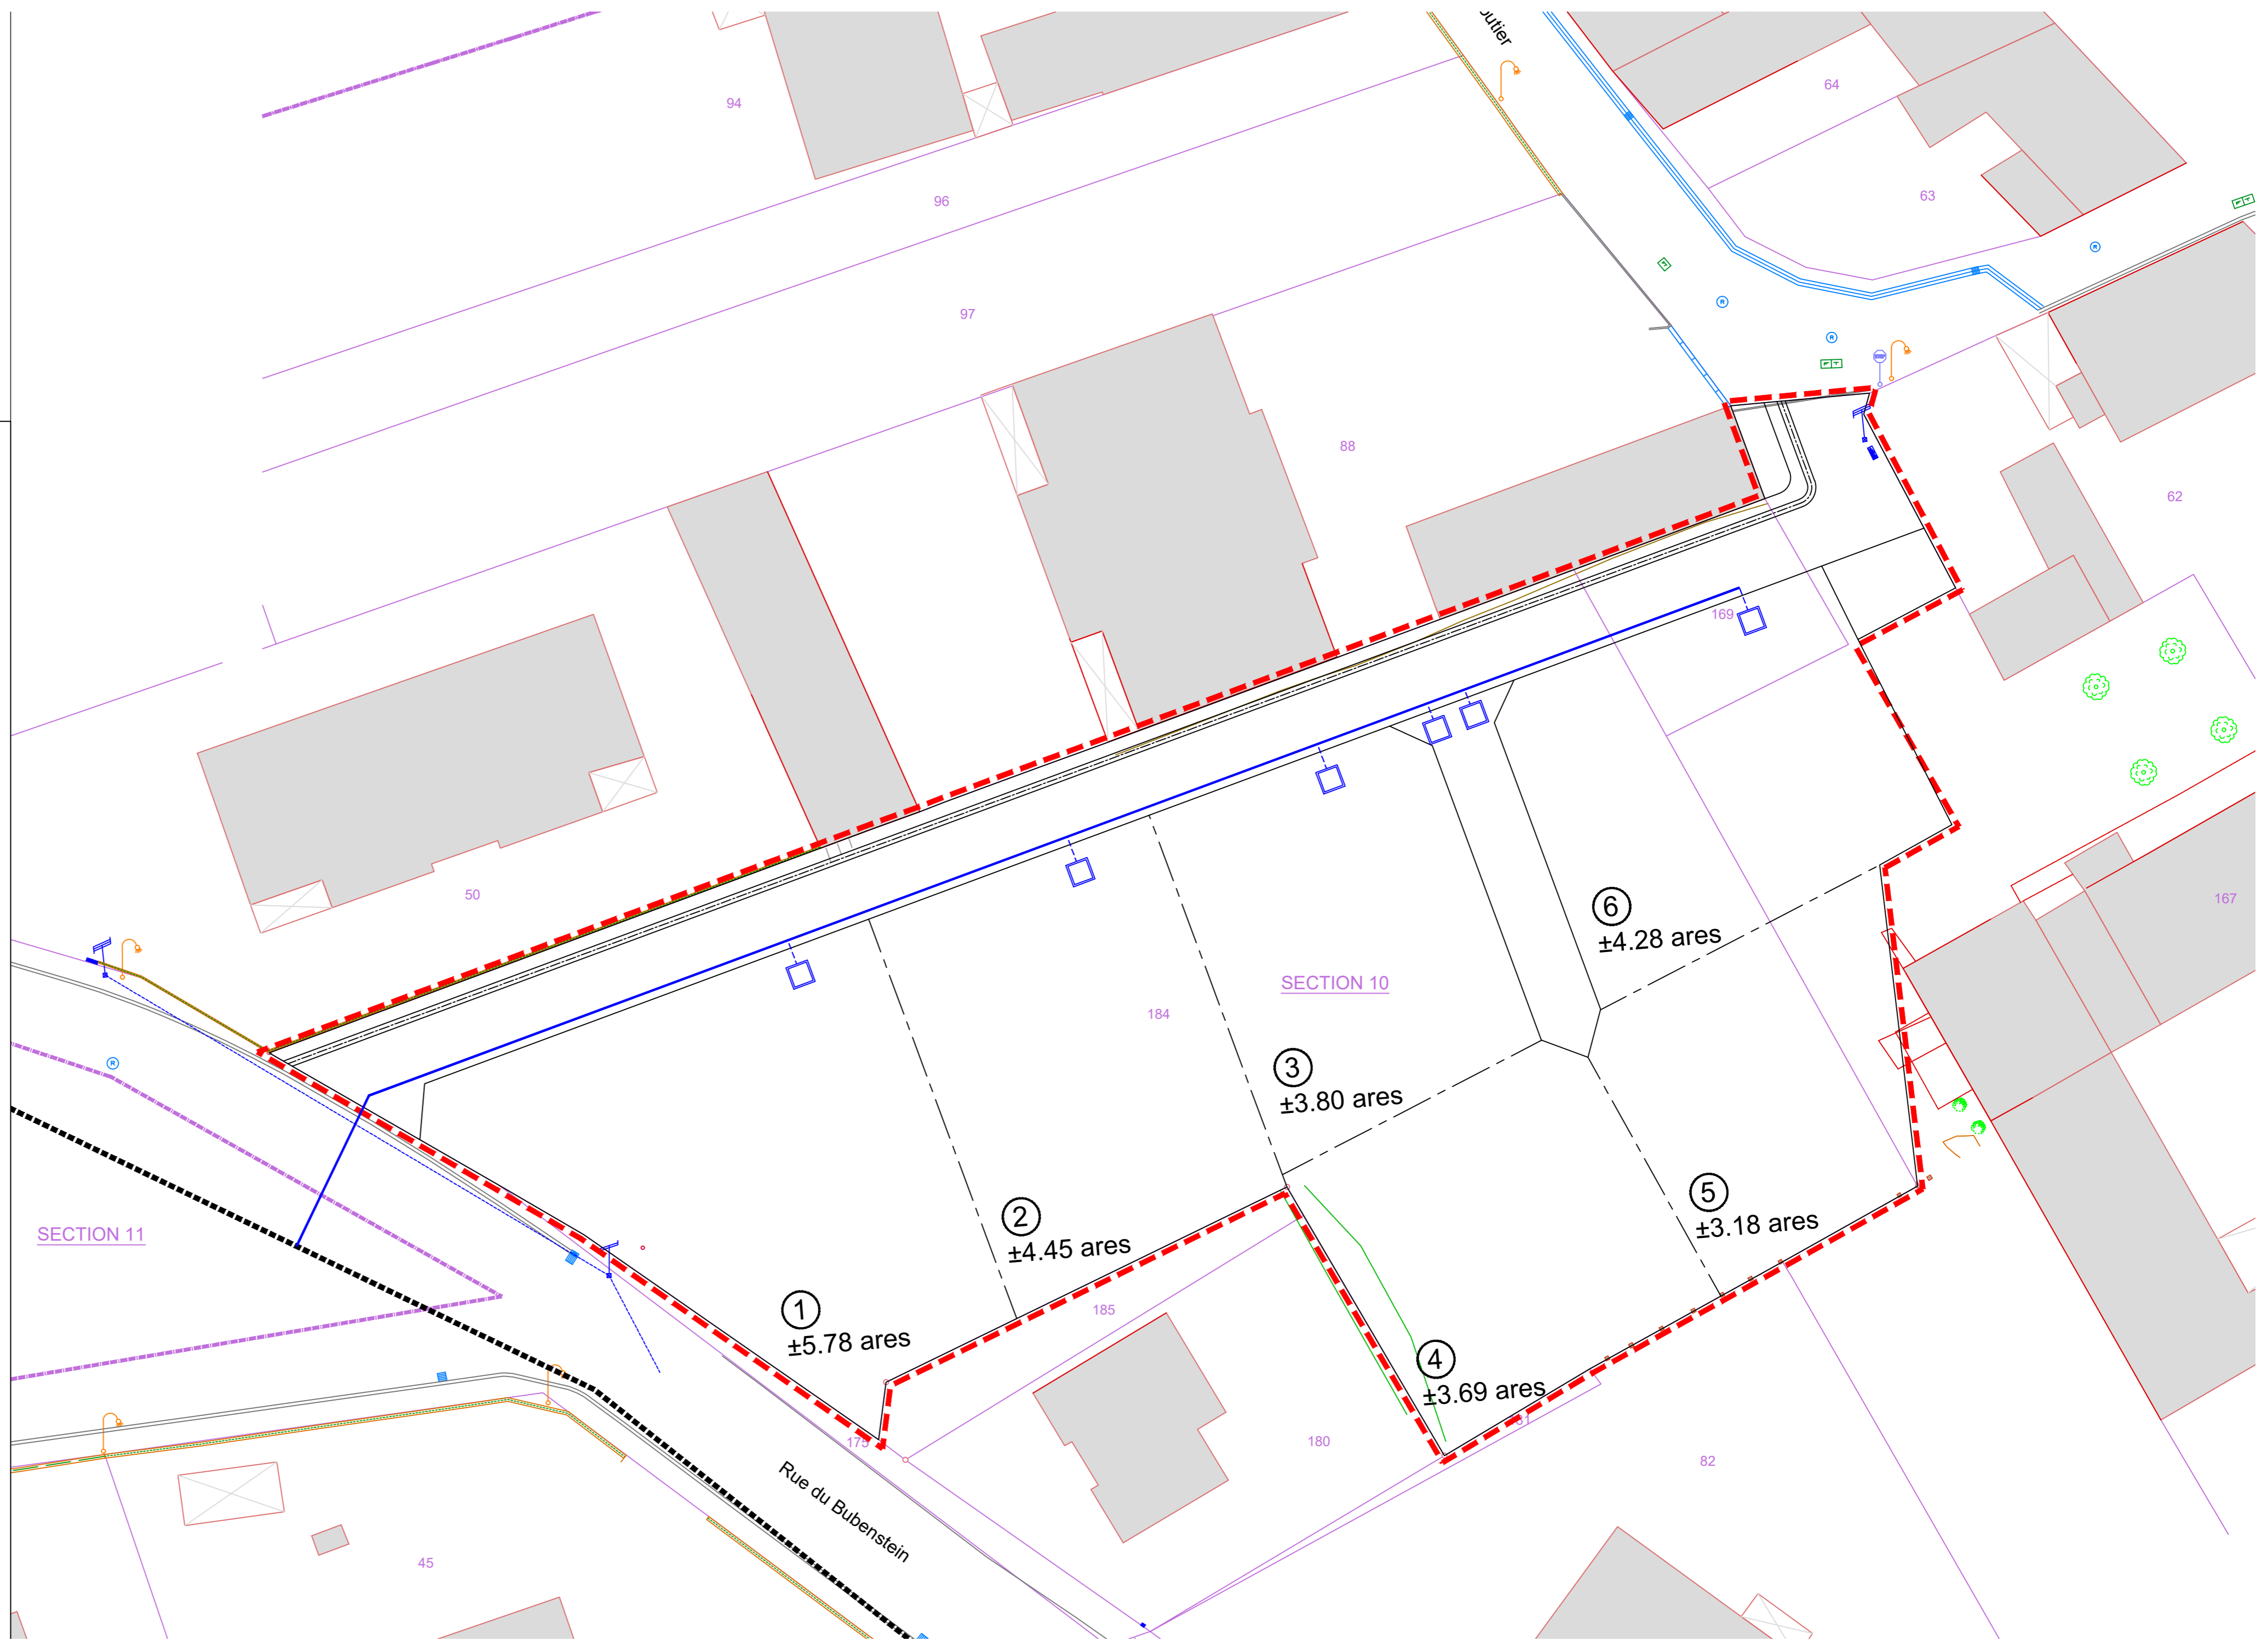 64
94
63
96
97
88
62
169
50
167
6
±4.28 ares
SECTION 10
184
3
±3.80 ares
5
±3.18 ares
2
±4.45 ares
SECTION 11
1
±5.78 ares
185
4
±3.69 ares
175
180
82
Rue du Bubenstein
45
R
R
R
R